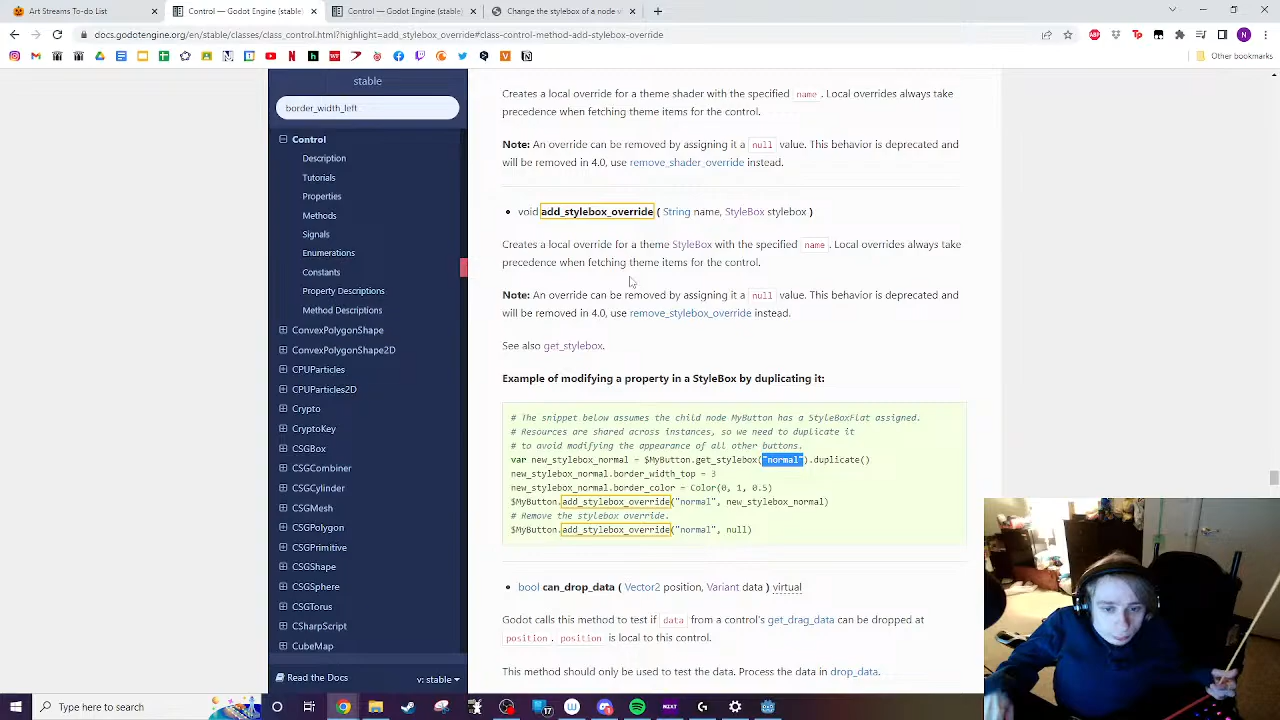 Art Streams To-do List
Control — Godot Engine (stable)
Control — Godot Engine (stable)
Change the stylebox of a node v
docs.godotengine.org/en/stable/classes/class_control.html?highlight=add_stylebox_override#class-control-method-add-stylebox-override
Other bookmarks
stable
border_width_left
Control
Description
Tutorials
Properties
Methods
Signals
Enumerations
Constants
Property Descriptions
Method Descriptions
ConvexPolygonShape
ConvexPolygonShape2D
CPUParticles
CPUParticles2D
Crypto
CryptoKey
CSGBox
CSGCombiner
CSGCylinder
CSGMesh
CSGPolygon
CSGPrimitive
CSGShape
CSGSphere
CSGTorus
CSharpScript
CubeMap
Read the Docs
v: stable
Creates a local override for a theme shader with the specified name . Local overrides always take
precedence when fetching theme items for the control.
Note: An override can be removed by assigning it a null value. This behavior is deprecated and
will be removed in 4.0, use remove_shader_override instead.
void add_stylebox_override ( String name, StyleBox stylebox )
Creates a local override for a theme StyleBox with the specified name . Local overrides always take
precedence when fetching theme items for the control.
Note: An override can be removed by assigning it a null value. This behavior is deprecated and
will be removed in 4.0, use remove_stylebox_override instead.
See also get_stylebox.
Example of modifying a property in a StyleBox by duplicating it:
# The snippet below assumes the child node MyButton has a StyleBoxFlat assigned.
# Resources are shared across instances, so we need to duplicate it
# to avoid modifying the appearance of all other buttons.
var new_stylebox_normal = $MyButton.get_stylebox("normal").duplicate()
new_stylebox_normal.border_width_top = 3
new_stylebox_normal.border_color = Color(0, 1, 0.5)
$MyButton.add_stylebox_override("normal", new_stylebox_normal)
# Remove the stylebox override.
$MyButton.add_stylebox_override("normal", null)
bool can_drop_data ( Vector2 position, Variant data ) virtual
Godot calls this method to test if data from a control's get_drag_data can be dropped at
position . position is local to this control.
This method should only be used to test the data. Process the data in drop_data.
Type here to search